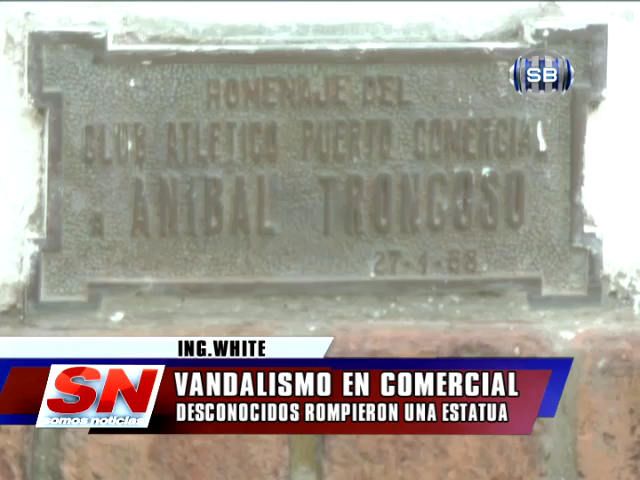 SB
HOMENAJE DEL
CLUB ATLETICO PUERTO COMERCIAL
A ANIBAL TRONCOSO
27-4-88
ING.WHITE
SN
somos noticias
VANDALISMO EN COMERCIAL
DESCONOCIDOS ROMPIERON UNA ESTATUA